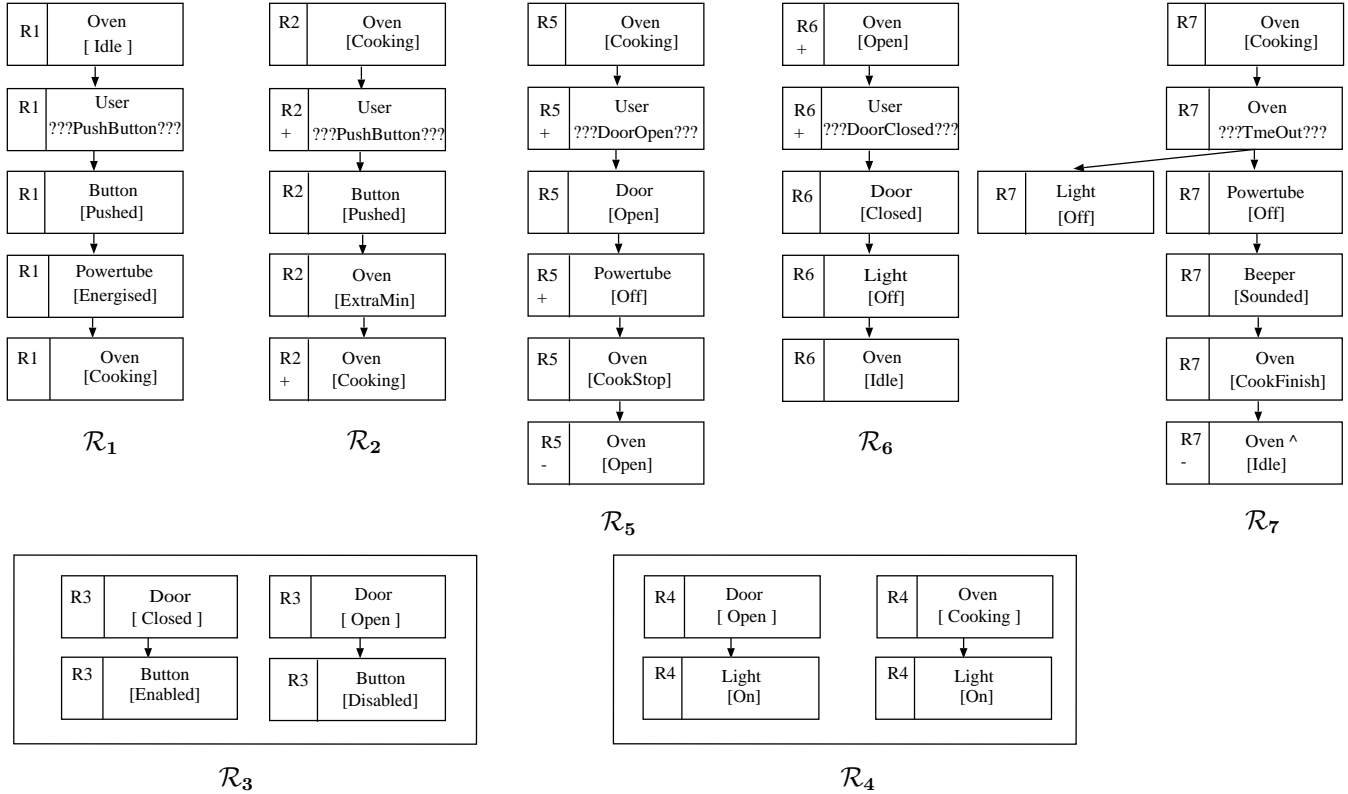 R1 Oven
[ Idle ]
R1 User
???PushButton???
R1 Button
[Pushed]
R1 Powertube
[Energised]
R1 Oven
[Cooking]
R1
R2 Oven
[Cooking]
R2 User
+ ???PushButton???
R2 Button
[Pushed]
R2 Oven
[ExtraMin]
R2 Oven
+ [Cooking]
R2
R5 Oven
[Cooking]
R5 User
+ ???DoorOpen???
R5 Door
[Open]
R5 Powertube
+ [Off]
R5 Oven
[CookStop]
R5 Oven
- [Open]
R5
R6 Oven
+ [Open]
R6 User
+ ???DoorClosed???
R6 Door
[Closed]
R6 Light
[Off]
R6 Oven
[Idle]
R6
R7 Oven
[Cooking]
R7 Oven
???TmeOut???
R7 Light
[Off]
R7 Powertube
[Off]
R7 Beeper
[Sounded]
R7 Oven
[CookFinish]
R7 Oven ^
- [Idle]
R7
R3 Door
[ Closed ]
R3 Button
[Enabled]
R3 Door
[ Open ]
R3 Button
[Disabled]
R3
R4 Door
[ Open ]
R4 Light
[On]
R4 Oven
[ Cooking ]
R4 Light
[On]
R4